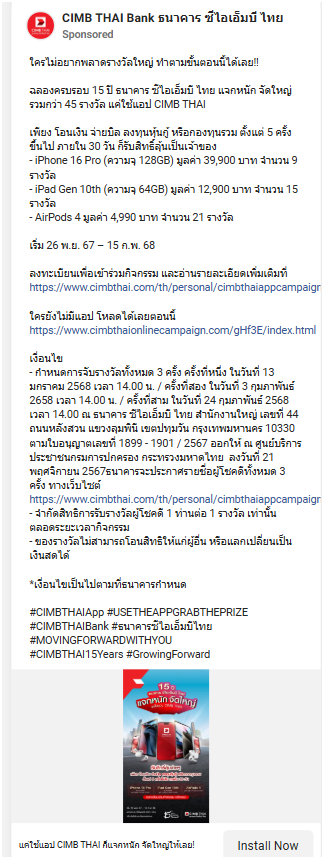 CIMB THAI Bank ธนาคาร ซีไอเอ็มบี ไทย
Sponsored
ใครไม่อยากพลาดรางวัลใหญ่ ทำตามขั้นตอนนี้ได้เลย!!
ฉลองครบรอบ 15 ปี ธนาคาร ซีไอเอ็มบี ไทย แจกหนัก จัดใหญ่
รวมกว่า 45 รางวัล แค่ใช้แอป CIMB THAI
เพียง โอนเงิน จ่ายบิล ลงทุนหุ้นกู้ หรือกองทุนรวม ตั้งแต่ 5 ครั้ง
ขึ้นไป ภายใน 30 วัน ก็รับสิทธิ์ลุ้นเป็นเจ้าของ
- iPhone 16 Pro (ความจุ 128GB) มูลค่า 39,900 บาท จำนวน 9
รางวัล
- iPad Gen 10th (ความจุ 64GB) มูลค่า 12,900 บาท จำนวน 15
รางวัล
- AirPods 4 มูลค่า 4,990 บาท จำนวน 21 รางวัล
เริ่ม 26 พ.ย. 67 – 15 ก.พ. 68
ลงทะเบียนเพื่อเข้าร่วมกิจกรรม และอ่านรายละเอียดเพิ่มเติมที่
https://www.cimbthai.com/th/personal/cimbthaiappcampaign
ใครยังไม่มีแอป โหลดได้เลยตอนนี้
https://www.cimbthaionlinecampaign.com/gHf3E/index.html
เงื่อนไข
- กำหนดการจับรางวัลทั้งหมด 3 ครั้ง ครั้งที่หนึ่ง ในวันที่ 13
มกราคม 2568 เวลา 14.00 น. / ครั้งที่สอง ในวันที่ 3 กุมภาพันธ์
2658 เวลา 14.00 น. / ครั้งที่สาม ในวันที่ 24 กุมภาพันธ์ 2568
เวลา 14.00 ณ ธนาคาร ซีไอเอ็มบี ไทย สำนักงานใหญ่ เลขที่ 44
ถนนหลังสวน แขวงลุมพินี เขตปทุมวัน กรุงเทพมหานคร 10330
ตามใบอนุญาตเลขที่ 1899 - 1901 / 2567 ออกให้ ณ ศูนย์บริการ
ประชาชนกรมการปกครอง กระทรวงมหาดไทย ลงวันที่ 21
พฤศจิกายน 2567ธนาคารจะประกาศรายชื่อผู้โชคดีทั้งหมด 3
ครั้ง ทางเว็บไซต์
https://www.cimbthai.com/th/personal/cimbthaiappcampaign
- จำกัดสิทธิการรับรางวัลผู้โชคดี 1 ท่านต่อ 1 รางวัล เท่านั้น
ตลอดระยะเวลากิจกรรม
- ของรางวัลไม่สามารถโอนสิทธิให้แก่ผู้อื่น หรือแลกเปลี่ยนเป็น
เงินสดได้
*เงื่อนไขเป็นไปตามที่ธนาคารกำหนด
#CIMBTHAIApp #USETHEAPPGRABTHEPRIZE
#CIMBTHAIBank #ธนาคารซีไอเอ็มบีไทย
#MOVINGFORWARDWITHYOU
#CIMBTHAI15Years #GrowingForward
15 ปี
แจกหนัก จัดใหญ่
แค่ใช้แอป CIMB THAI ก็แจกหนัก จัดใหญ่ให้เลย!
Install Now